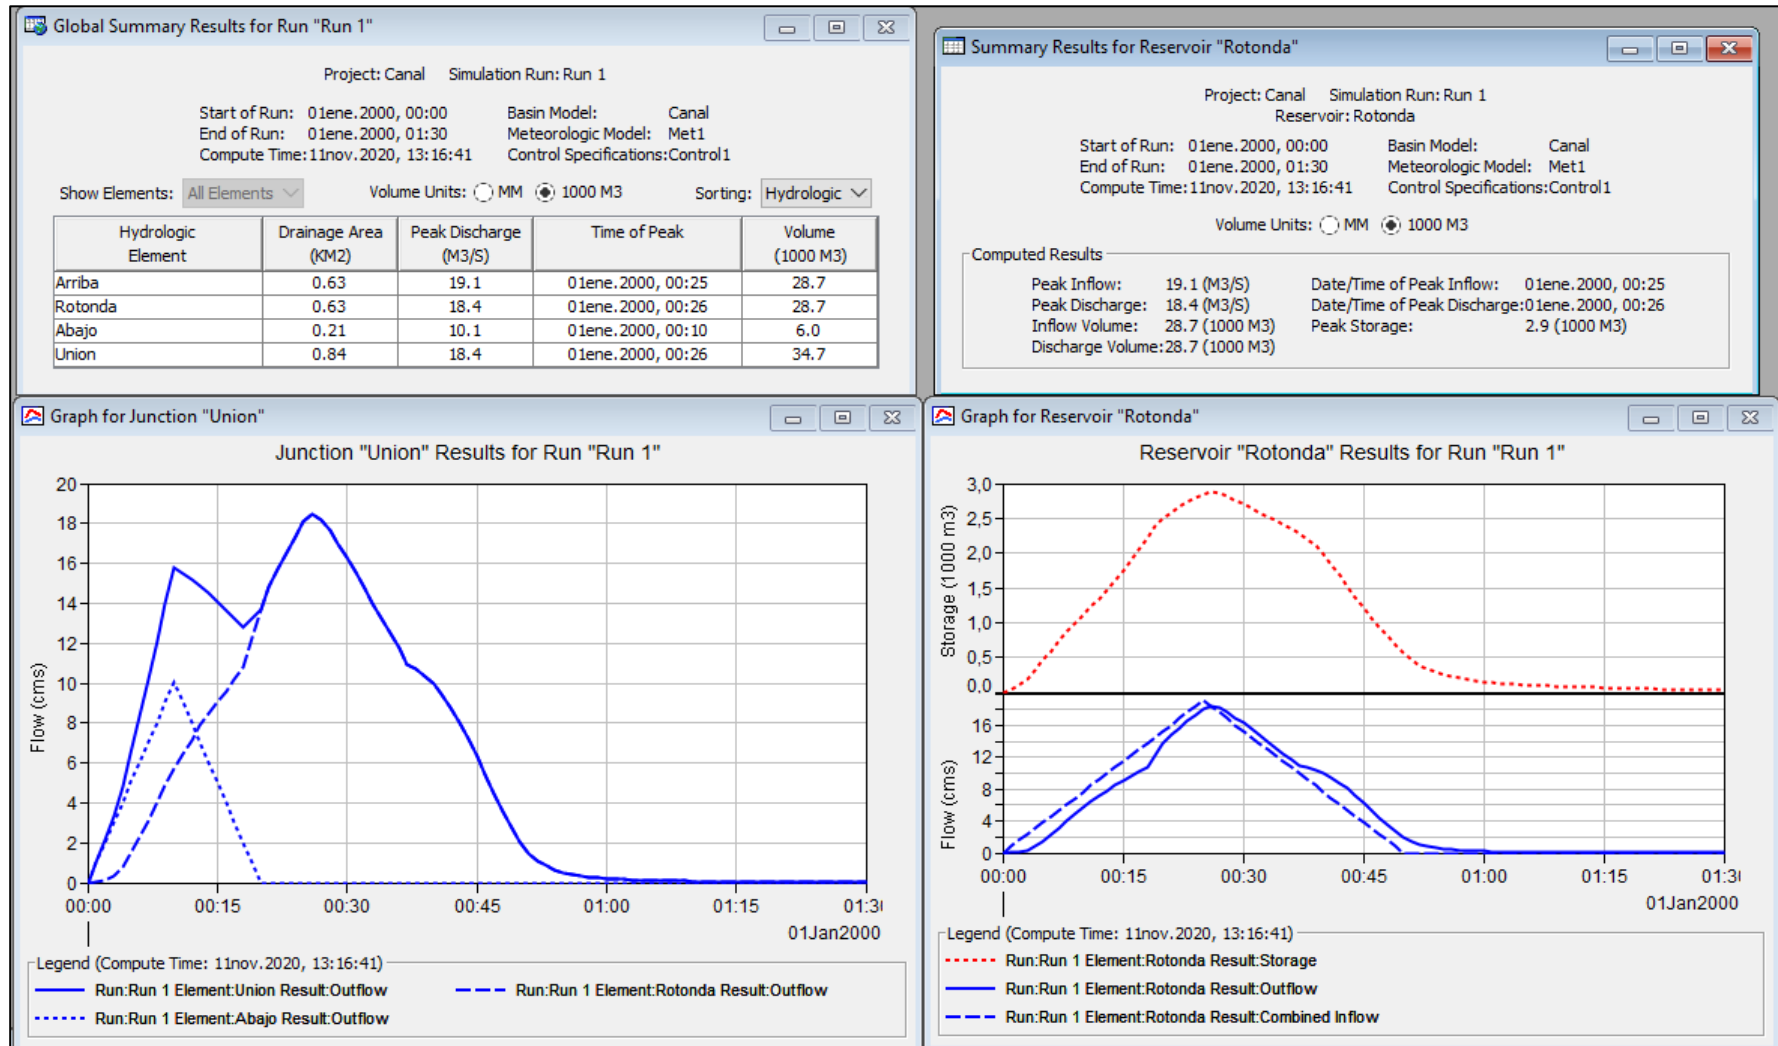 Global Summary Results for Run "Run 1"
Project: Canal Simulation Run: Run 1
Start of Run: 01ene.2000, 00:00 Basin Model: Canal
End of Run: 01ene.2000, 01:30 Meteorologic Model: Met1
Compute Time:11nov.2020, 13:16:41 Control Specifications:Control1
Show Elements: All Elements Volume Units: MM 1000 M3 Sorting: Hydrologic
Hydrologic Element Drainage Area (KM2) Peak Discharge (M3/S) Time of Peak Volume (1000 M3)
Arriba 0.63 19.1 01ene.2000, 00:25 28.7
Rotonda 0.63 18.4 01ene.2000, 00:26 28.7
Abajo 0.21 10.1 01ene.2000, 00:10 6.0
Union 0.84 18.4 01ene.2000, 00:26 34.7
Summary Results for Reservoir "Rotonda"
Project: Canal Simulation Run: Run 1
Reservoir: Rotonda
Start of Run: 01ene.2000, 00:00 Basin Model: Canal
End of Run: 01ene.2000, 01:30 Meteorologic Model: Met1
Compute Time:11nov.2020, 13:16:41 Control Specifications:Control1
Volume Units: MM 1000 M3
Computed Results
Peak Inflow: 19.1 (M3/S) Date/Time of Peak Inflow: 01ene.2000, 00:25
Peak Discharge: 18.4 (M3/S) Date/Time of Peak Discharge:01ene.2000, 00:26
Inflow Volume: 28.7 (1000 M3) Peak Storage: 2.9 (1000 M3)
Discharge Volume:28.7 (1000 M3)
Graph for Junction "Union"
Junction "Union" Results for Run "Run 1"
20
18
16
14
12
10
8
6
4
2
0
Flow (cms)
00:00 00:15 00:30 00:45 01:00 01:15 01:30
01Jan2000
Legend (Compute Time: 11nov.2020, 13:16:41)
Run:Run 1 Element:Union Result:Outflow Run:Run 1 Element:Rotonda Result:Outflow
Run:Run 1 Element:Abajo Result:Outflow
Graph for Reservoir "Rotonda"
Reservoir "Rotonda" Results for Run "Run 1"
3,0
2,5
2,0
1,5
1,0
0,5
0,0
Storage (1000 m3)
16
12
8
4
0
Flow (cms)
00:00 00:15 00:30 00:45 01:00 01:15 01:30
01Jan2000
Legend (Compute Time: 11nov.2020, 13:16:41)
Run:Run 1 Element:Rotonda Result:Storage
Run:Run 1 Element:Rotonda Result:Outflow
Run:Run 1 Element:Rotonda Result:Combined Inflow